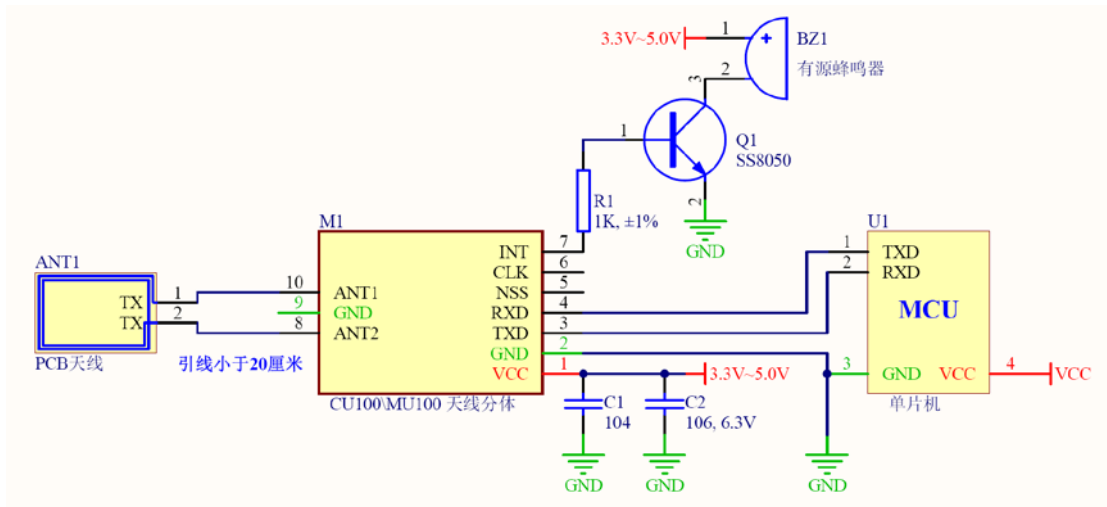 3.3V~5.0V
1
BZ1
2
有源蜂鸣器
3
1
Q1
SS8050
2
GND
R1
1K, ±1%
M1
U1
ANT1
TX
1
TX
2
PCB天线
引线小于20厘米
10
ANT1
9
GND
8
ANT2
INT
7
CLK
6
NSS
5
RXD
4
TXD
3
GND
2
VCC
1
CU100\MU100 天线分体
1
TXD
2
RXD
MCU
3
GND
VCC
4
VCC
单片机
3.3V~5.0V
C1
104
C2
106, 6.3V
GND
GND
GND